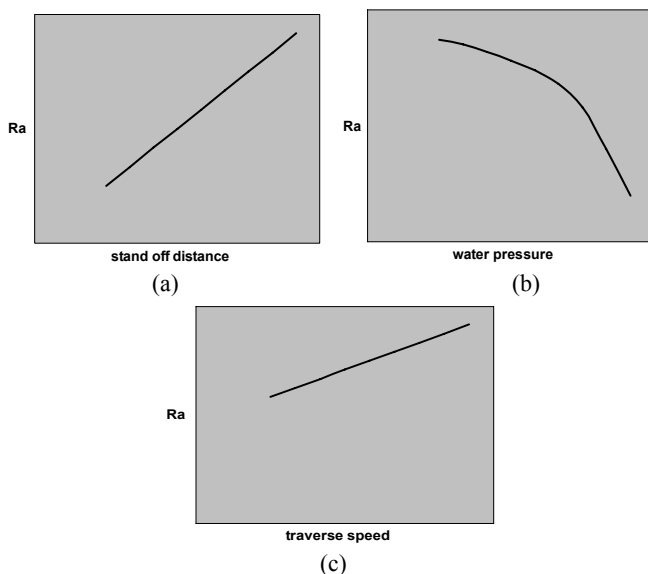 Ra
stand off distance
(a)
Ra
water pressure
(b)
Ra
traverse speed
(c)